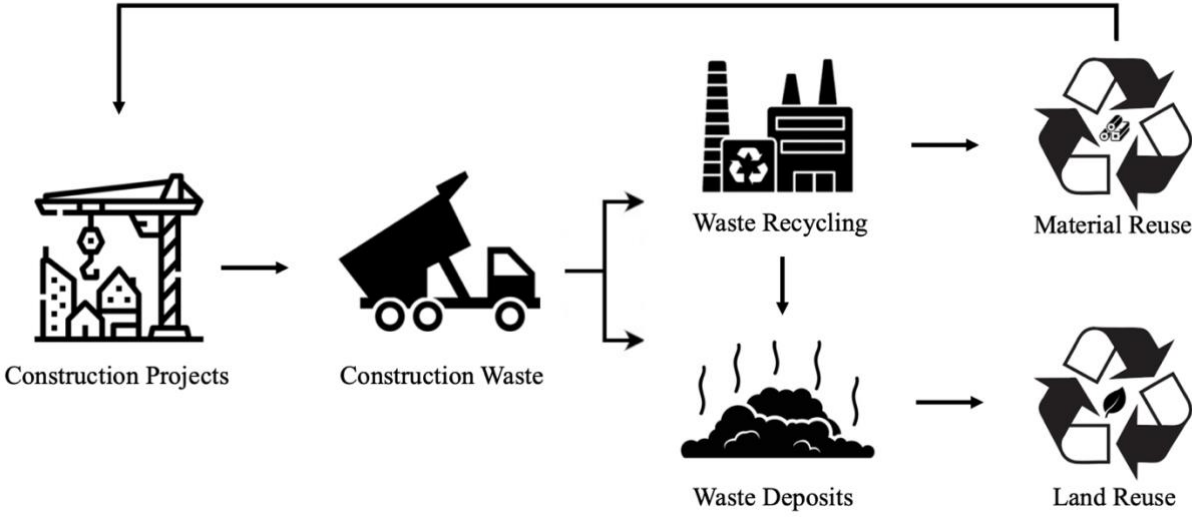 Waste Recycling
Material Reuse
Construction Projects
Construction Waste
Waste Deposits
Land Reuse